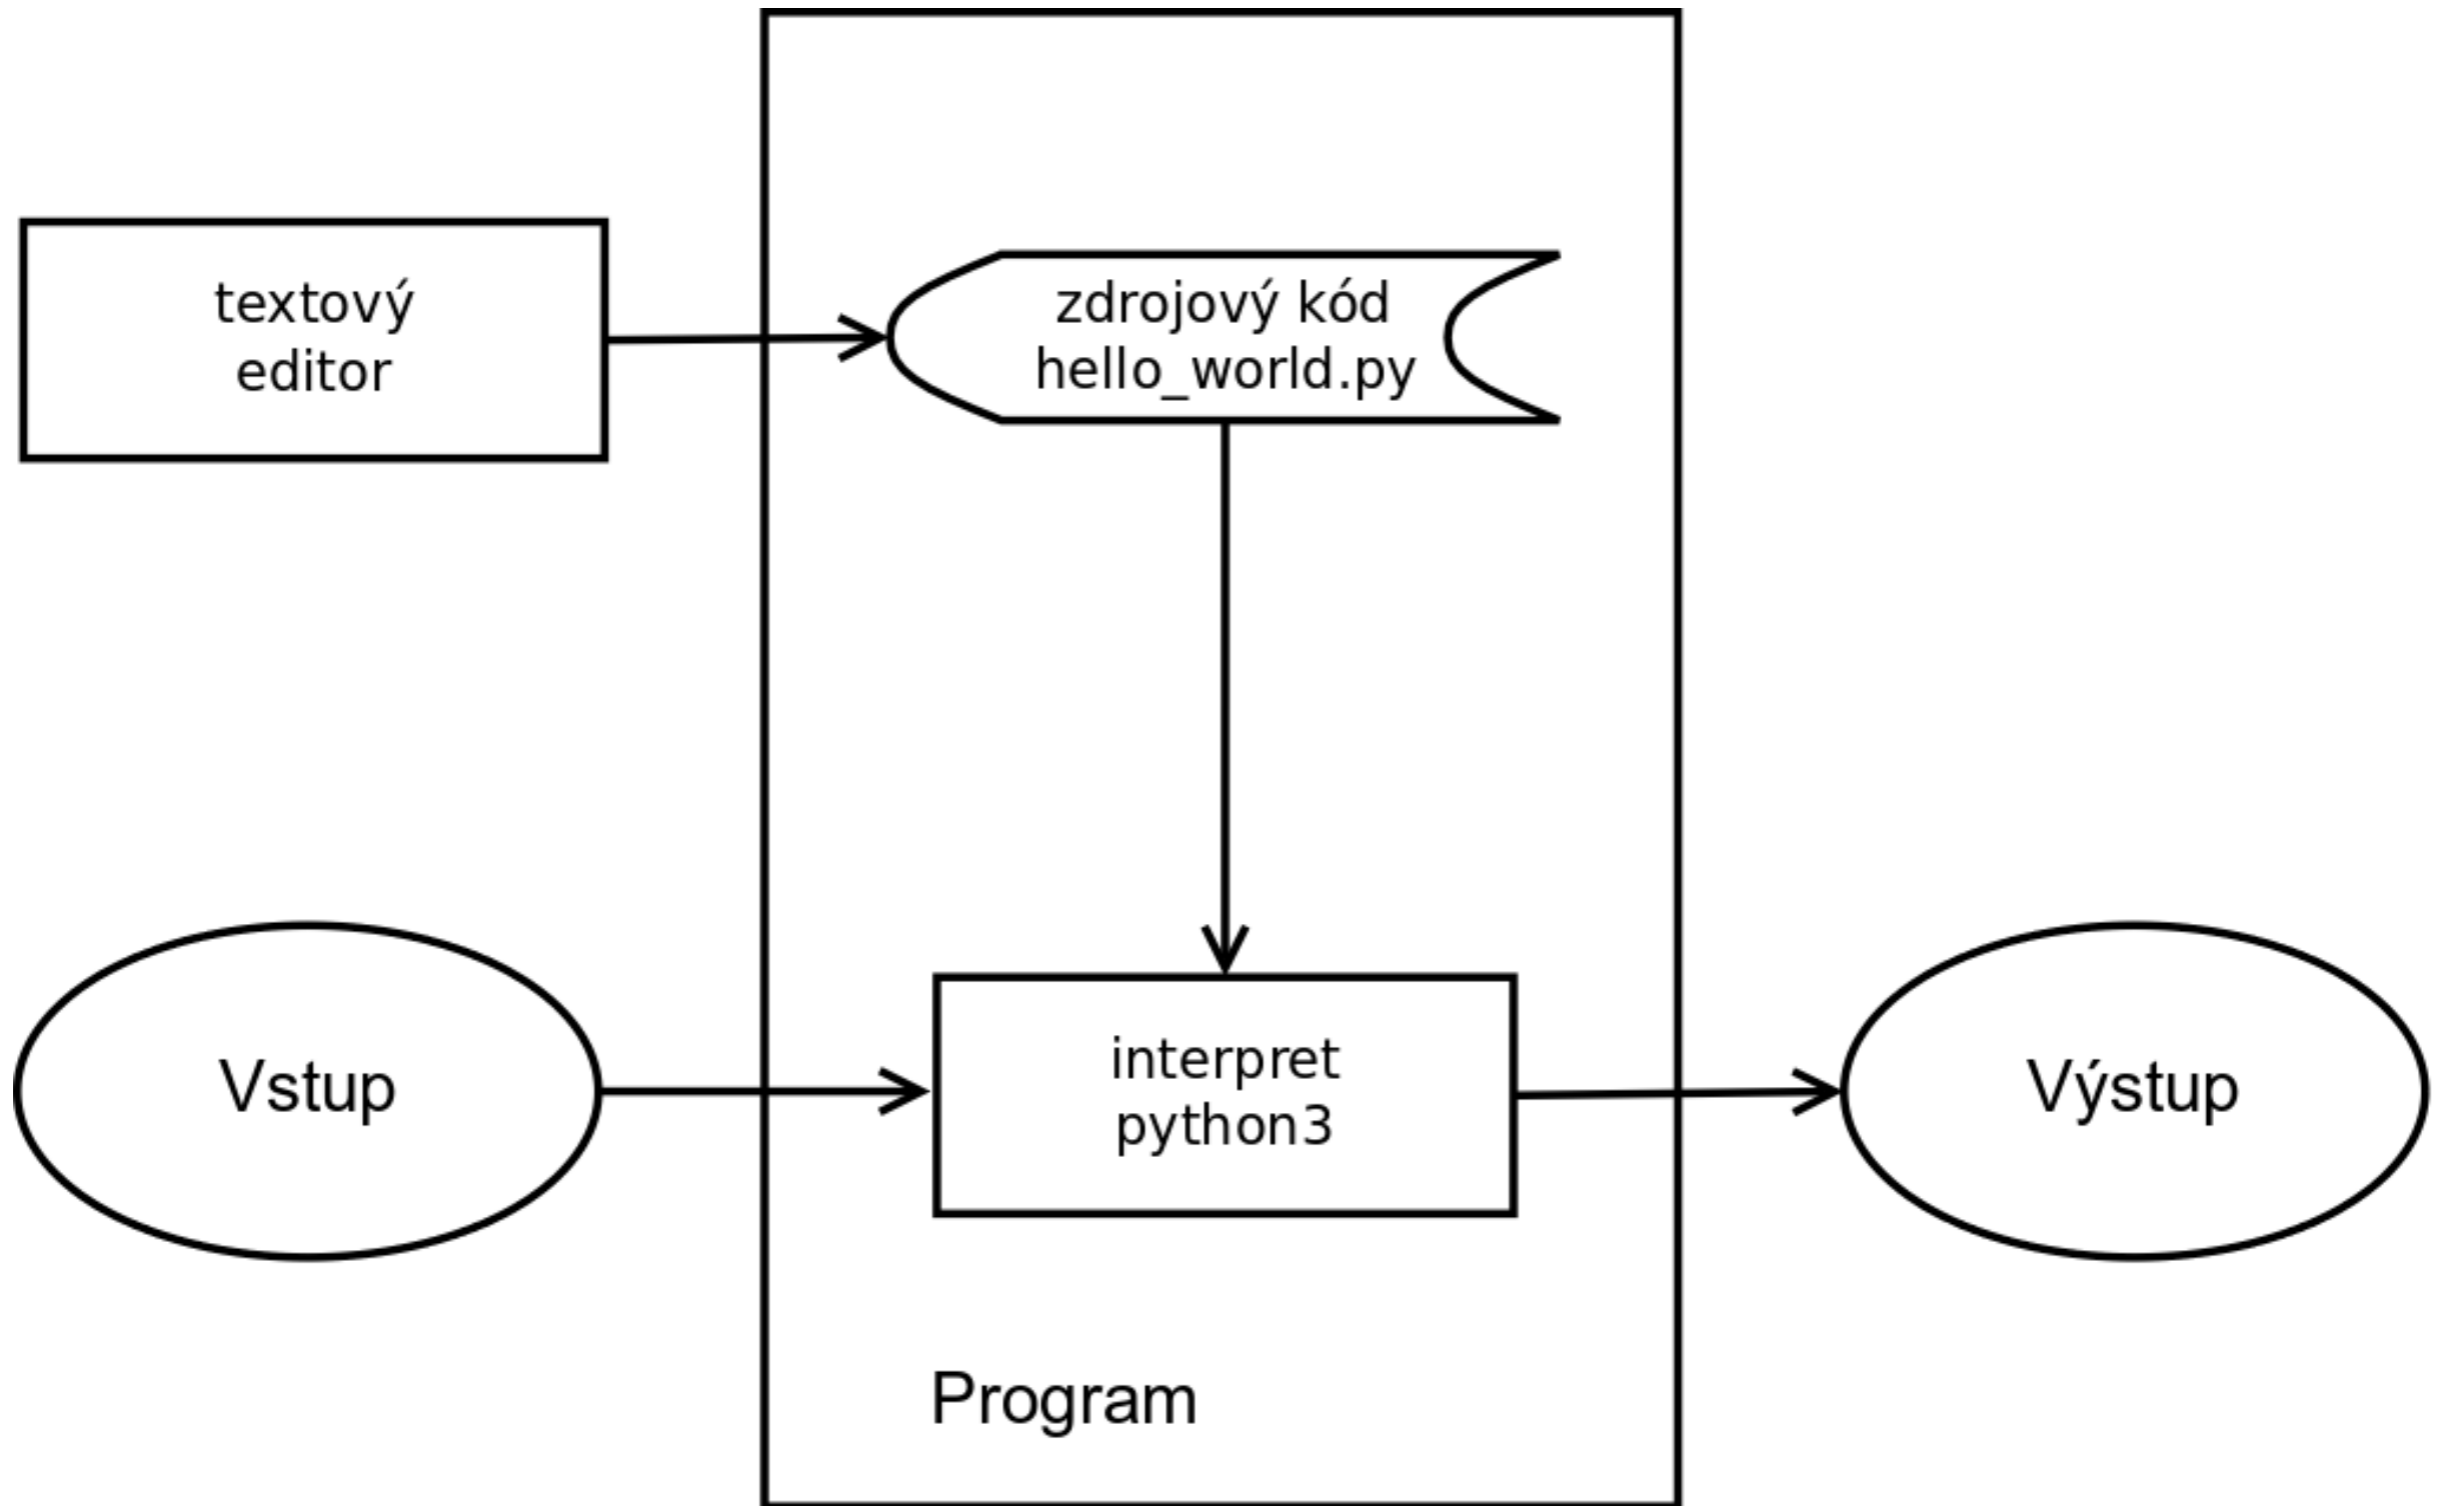 textový
editor
zdrojový kód
hello_world.py
Vstup
interpret
python3
Výstup
Program